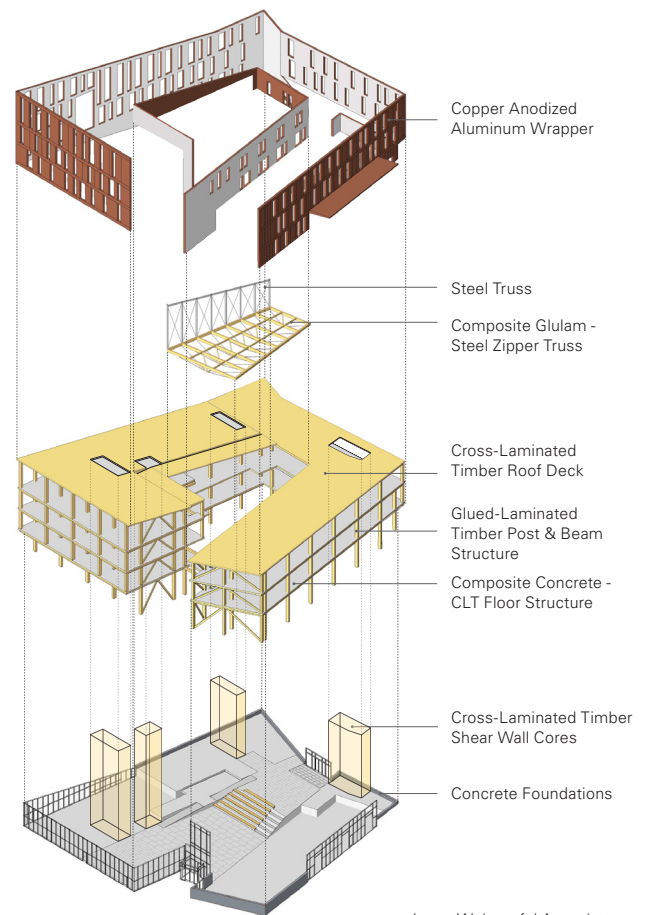 Copper Anodized
Aluminum Wrapper
Steel Truss
Composite Glulam -
Steel Zipper Truss
Cross-Laminated
Timber Roof Deck
Glued-Laminated
Timber Post & Beam
Structure
Composite Concrete -
CLT Floor Structure
Cross-Laminated Timber
Shear Wall Cores
Concrete Foundations